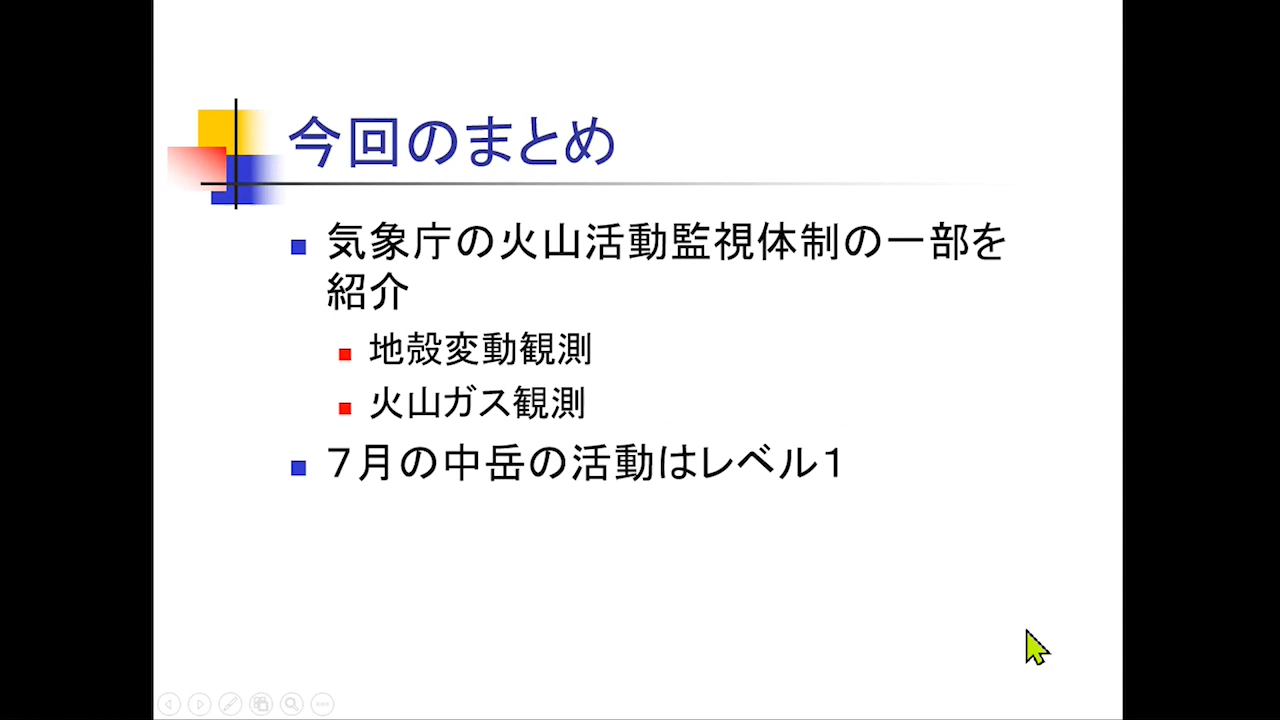 今回のまとめ
気象庁の火山活動監視体制の一部を
紹介
地殻変動観測
火山ガス観測
７月の中岳の活動はレベル１